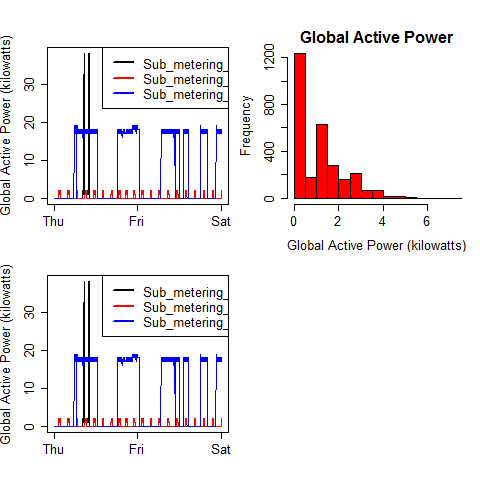 Global Active Power (kilowatts)
0 10 20 30
Sub_metering_
Sub_metering_
Sub_metering_
Thu Fri Sat
Global Active Power
Frequency
0 400 800 1200
0 2 4 6
Global Active Power (kilowatts)
Global Active Power (kilowatts)
0 10 20 30
Sub_metering_
Sub_metering_
Sub_metering_
Thu Fri Sat